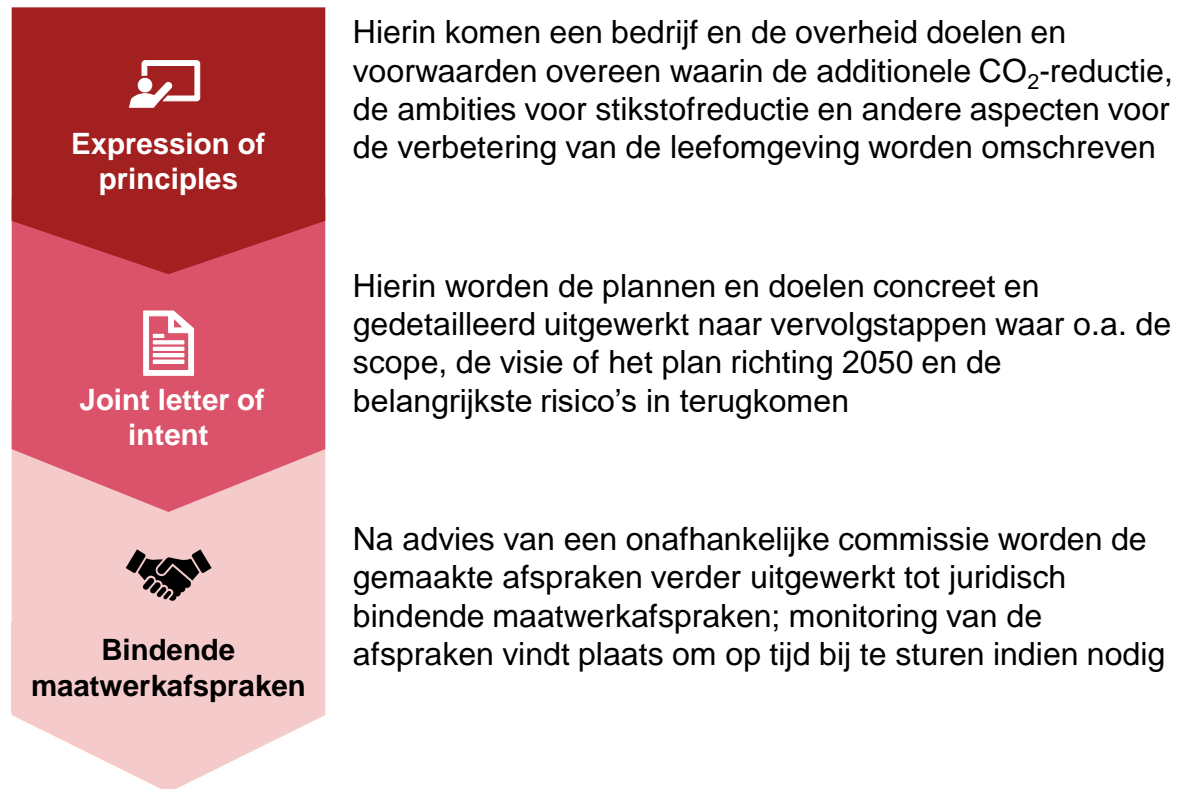 Expression of
principles
Hierin komen een bedrijf en de overheid doelen en
voorwaarden overeen waarin de additionele CO₂-reductie,
de ambities voor stikstofreductie en andere aspecten voor
de verbetering van de leefomgeving worden omschreven
Joint letter of
intent
Hierin worden de plannen en doelen concreet en
gedetailleerd uitgewerkt naar vervolgstappen waar o.a. de
scope, de visie of het plan richting 2050 en de
belangrijkste risico’s in terugkomen
Bindende
maatwerkafspraken
Na advies van een onafhankelijke commissie worden de
gemaakte afspraken verder uitgewerkt tot juridisch
bindende maatwerkafspraken; monitoring van de
afspraken vindt plaats om op tijd bij te sturen indien nodig